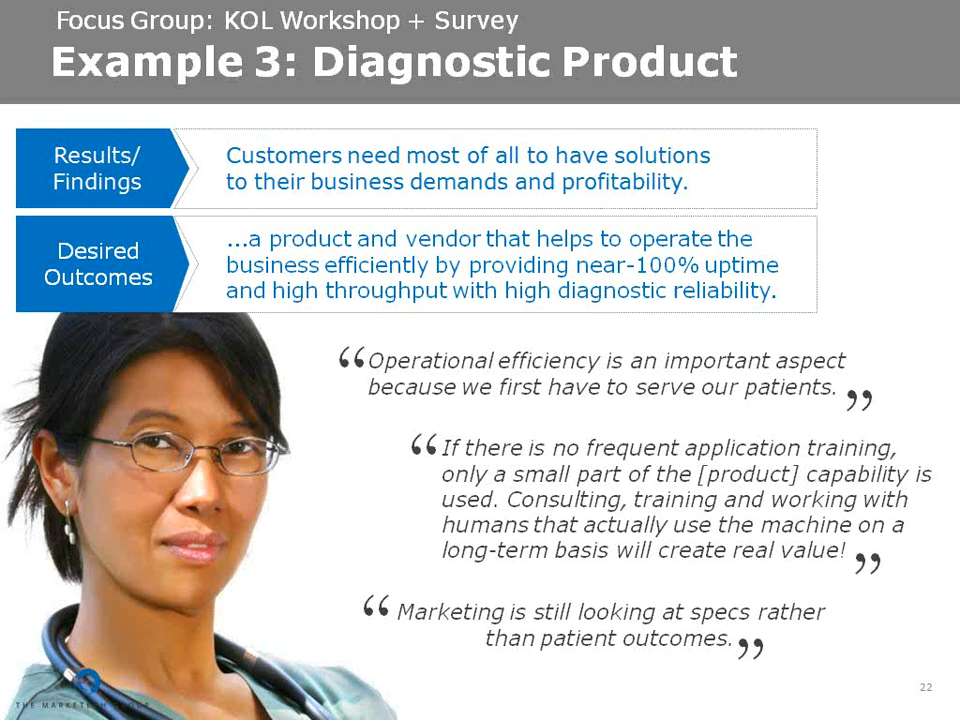 Focus Group: KOL Workshop + Survey
Example 3: Diagnostic Product
Results/
Findings
Customers need most of all to have solutions
to their business demands and profitability.
Desired
Outcomes
...a product and vendor that helps to operate the
business efficiently by providing near-100% uptime
and high throughput with high diagnostic reliability.
“Operational efficiency is an important aspect
because we first have to serve our patients.”
“If there is no frequent application training,
only a small part of the [product] capability is
used. Consulting, training and working with
humans that actually use the machine on a
long-term basis will create real value!”
“Marketing is still looking at specs rather
than patient outcomes.”
THE MARKETECH GROUP
22